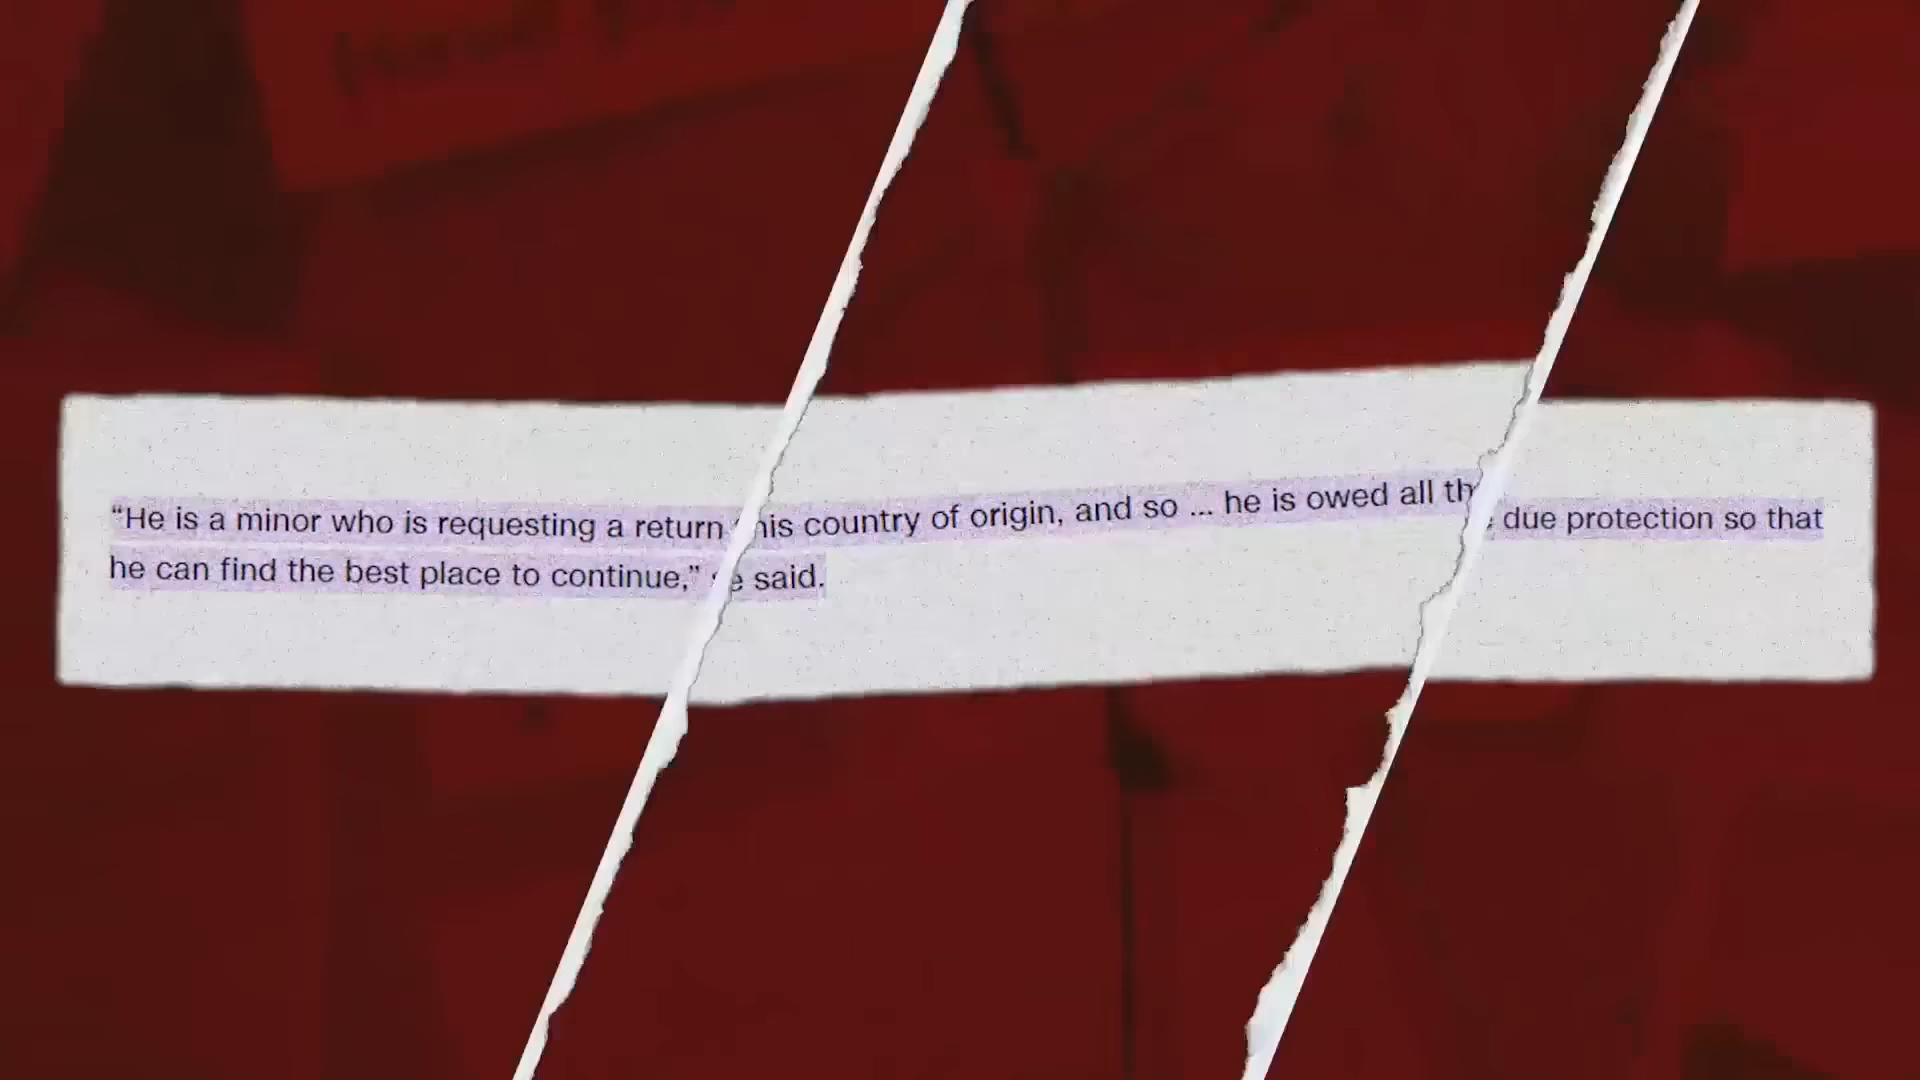 “He is a minor who is requesting a return his country of origin, and so ... he is owed all the due protection so that
he can find the best place to continue,” said.